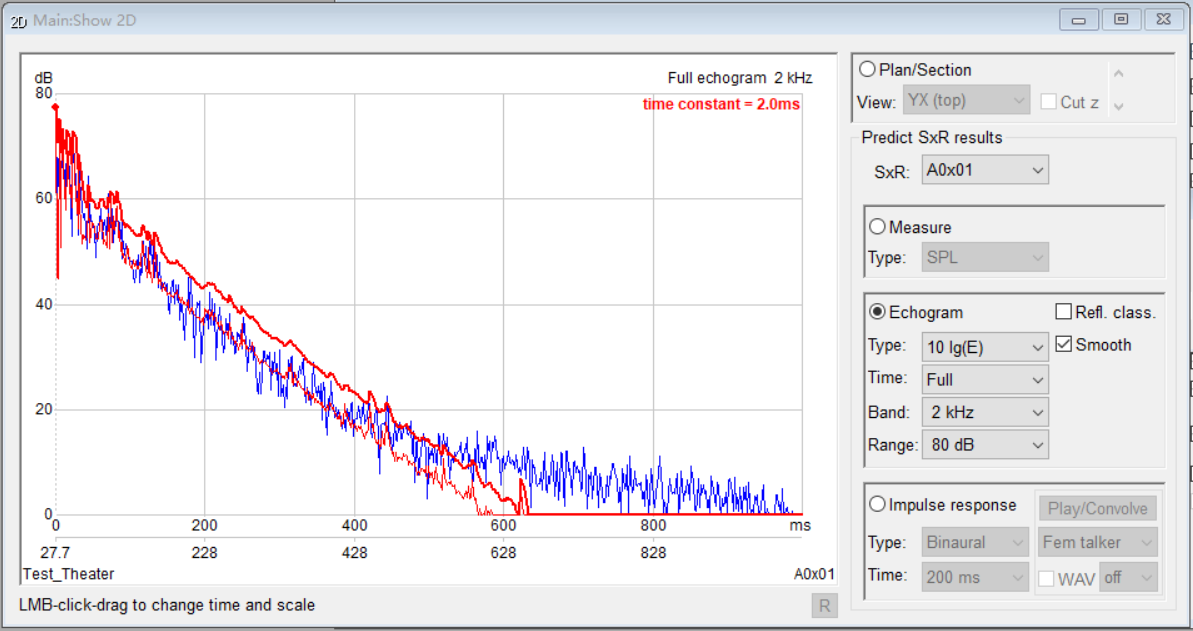 2D Main:Show 2D
dB
Full echogram 2 kHz
80
time constant = 2.0ms
60
40
20
0
0 200 400 600 800 ms
27.7 228 428 628 828
Test_Theater A0x01
LMB-click-drag to change time and scale R
Plan/Section
View: YX (top) Cut z
Predict SxR results
SxR: A0x01
Measure
Type: SPL
Echogram Refl. class.
Type: 10 lg(E) Smooth
Time: Full
Band: 2 kHz
Range: 80 dB
Impulse response Play/Convolve
Type: Binaural Fem talker
Time: 200 ms WAV off